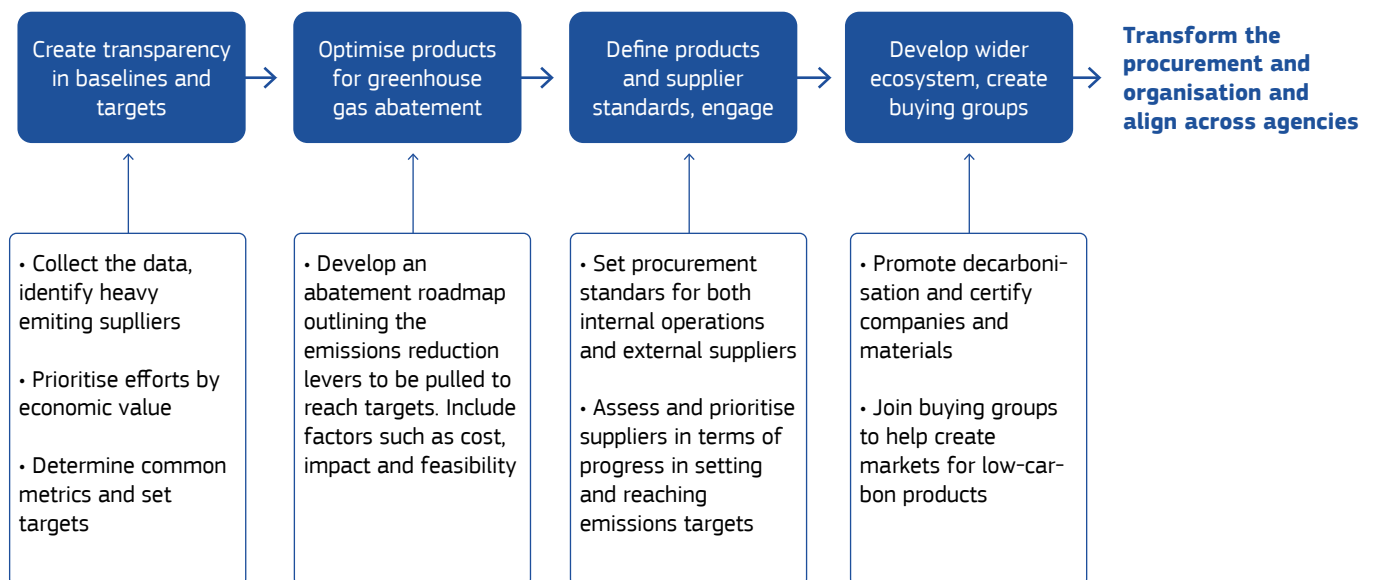 Create transparency
in baselines and
targets
Optimise products
for greenhouse
gas abatement
Define products
and supplier
standards, engage
Develop wider
ecosystem, create
buying groups
Transform the
procurement and
organisation and
align across agencies
• Collect the data,
identify heavy
emiting suplliers
• Prioritise efforts by
economic value
• Determine common
metrics and set
targets
• Develop an
abatement roadmap
outlining the
emissions reduction
levers to be pulled to
reach targets. Include
factors such as cost,
impact and feasibility
• Set procurement
standars for both
internal operations
and external suppliers
• Assess and prioritise
suppliers in terms of
progress in setting
and reaching
emissions targets
• Promote decarboni-
sation and certify
companies and
materials
• Join buying groups
to help create
markets for low-car-
bon products